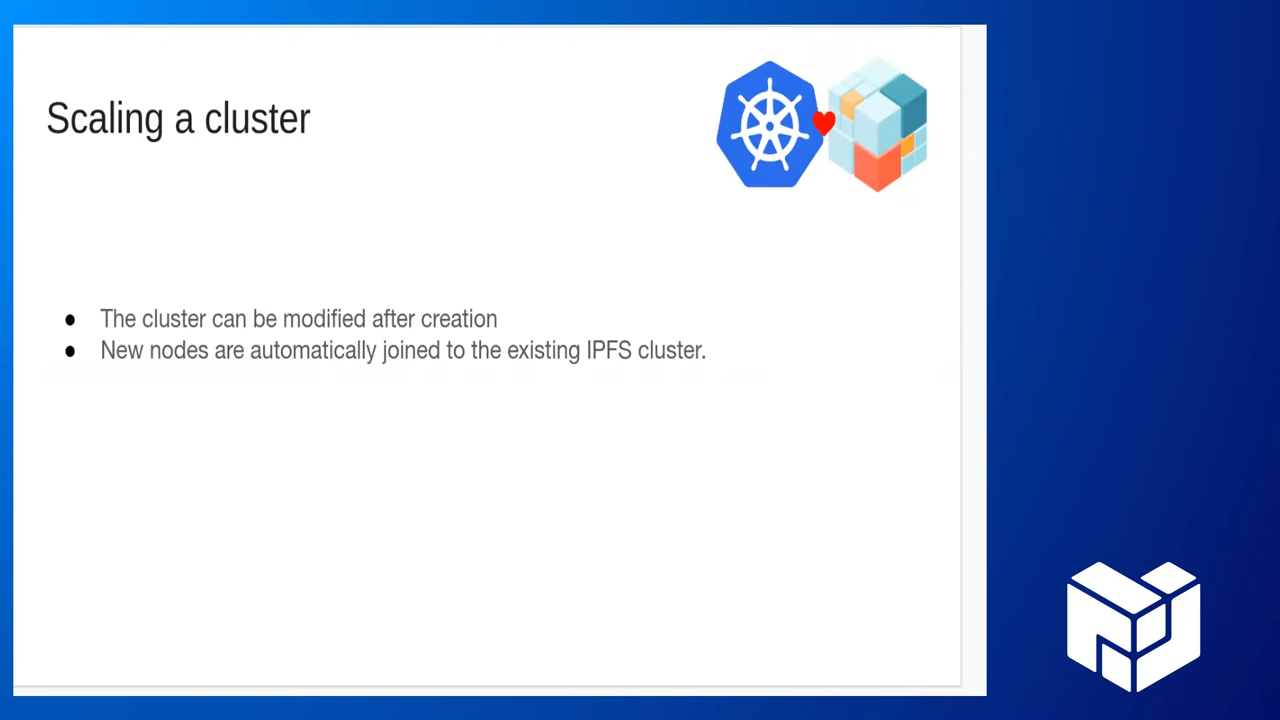 Scaling a cluster
● The cluster can be modified after creation
● New nodes are automatically joined to the existing IPFS cluster.